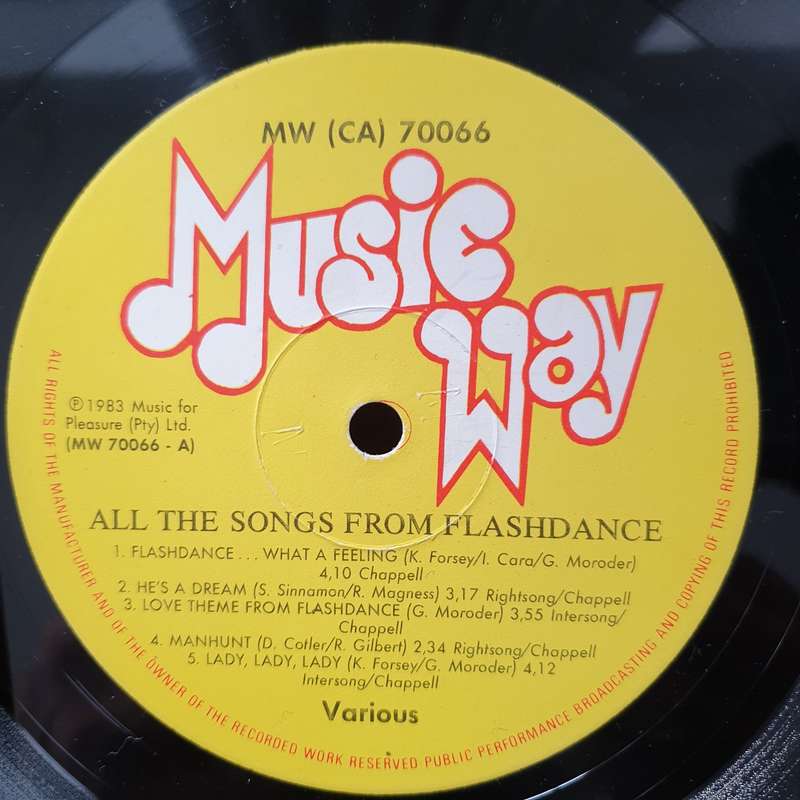 MW (CA) 70066
Music
Way
℗ 1983 Music for
Pleasure (Pty) Ltd.
(MW 70066 - A)
ALL THE SONGS FROM FLASHDANCE
1. FLASHDANCE... WHAT A FEELING (K. Forsey/I. Cara/G. Moroder)
4,10 Chappell
2. HE'S A DREAM (S. Sinnamon/R. Magness) 3,17 Rightsong/Chappell
3. LOVE THEME FROM FLASHDANCE (G. Moroder) 3,55 Intersong/
Chappell
4. MANHUNT (D. Cotler/R. Gilbert) 2,34 Rightsong/Chappell
5. LADY, LADY, LADY (K. Forsey/G. Moroder) 4,12
Intersong/Chappell
Various
ALL RIGHTS OF THE MANUFACTURER AND OF THE OWNER OF THE RECORDED WORK RESERVED PUBLIC PERFORMANCE BROADCASTING AND COPYING OF THIS RECORD PROHIBITED